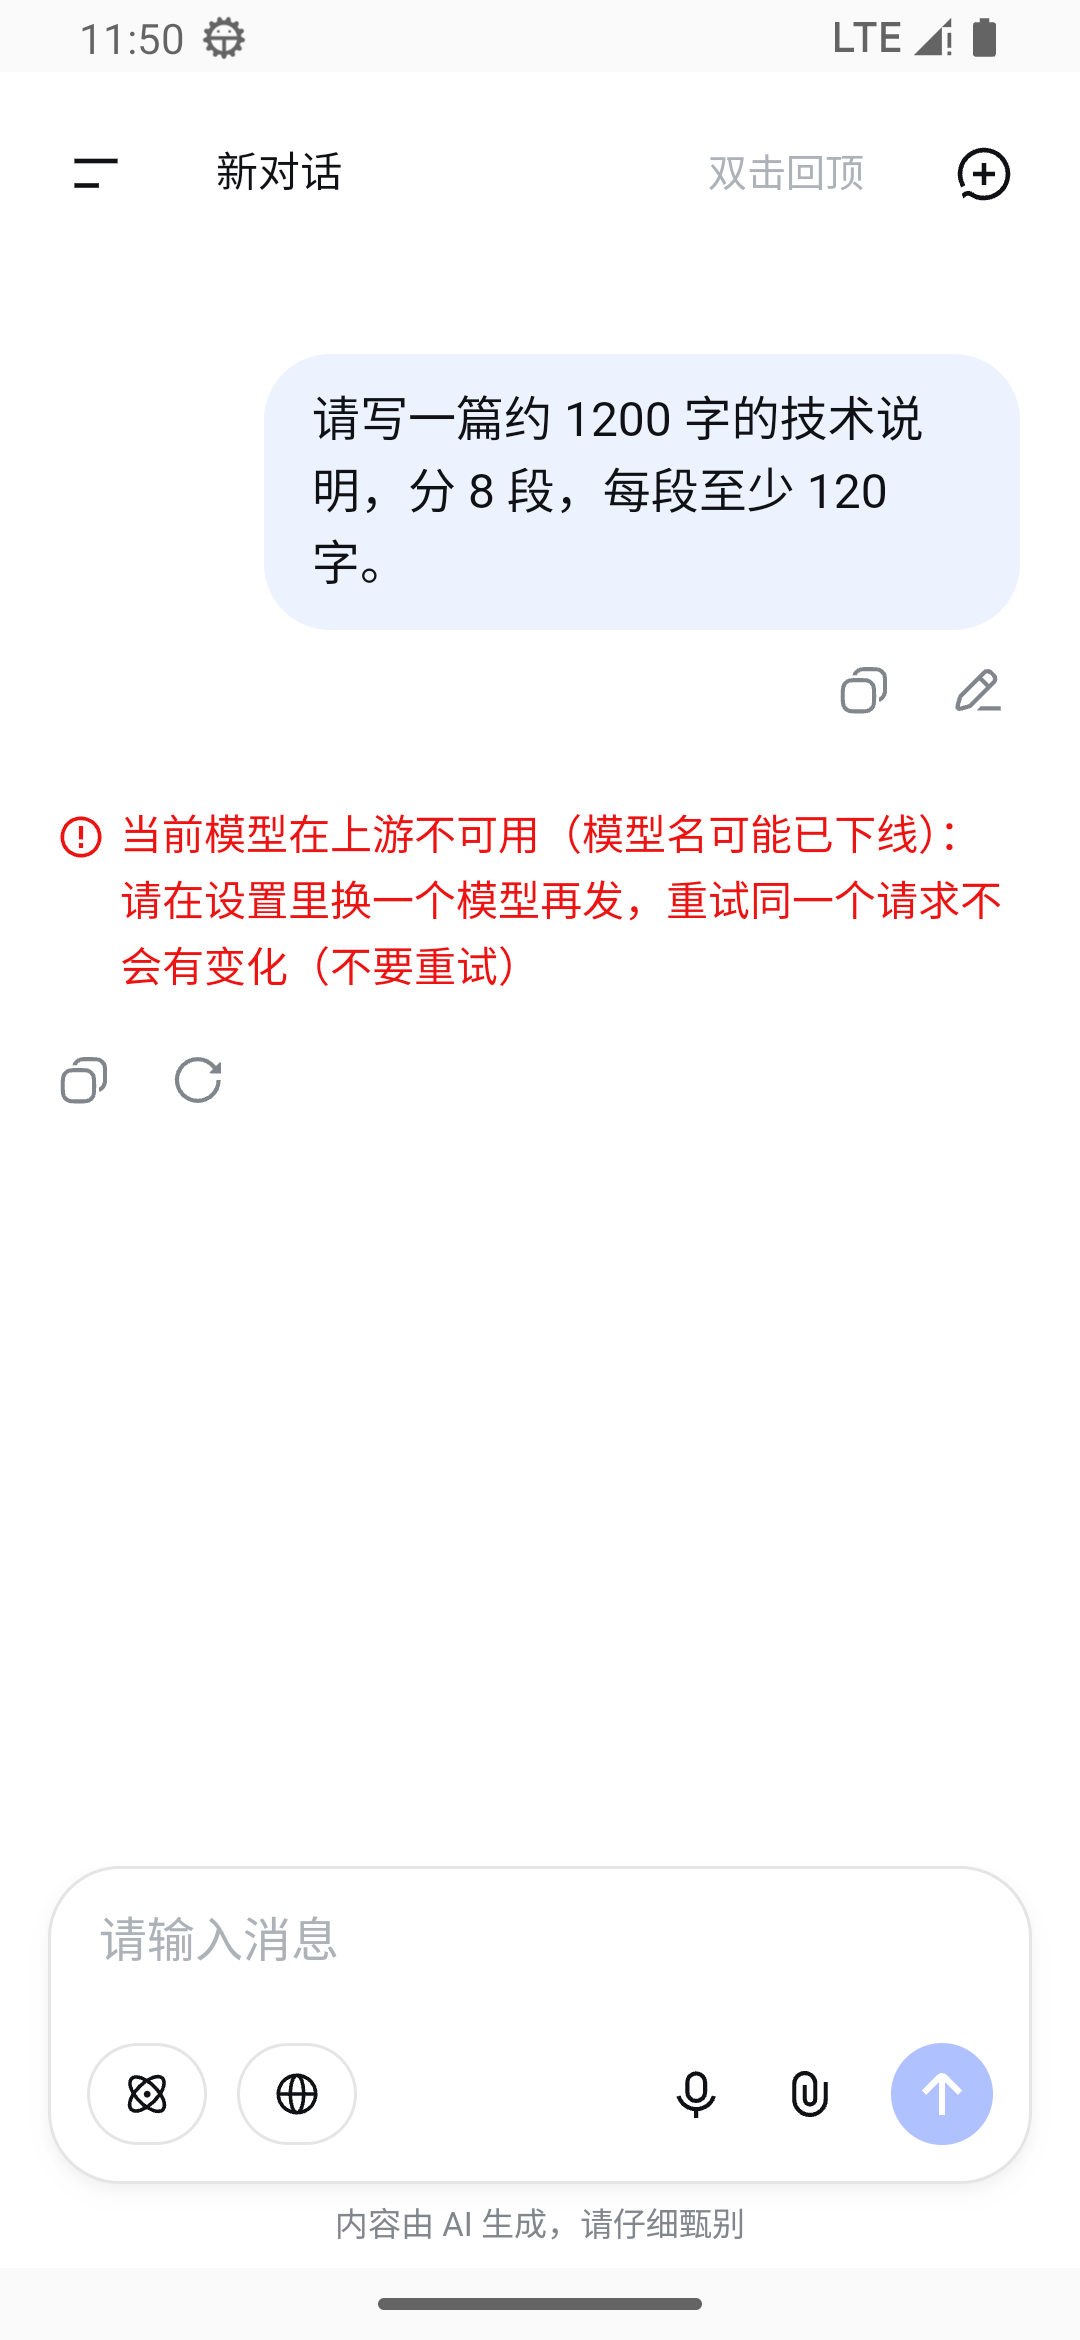 11:50
LTE
新对话
双击回顶
请写一篇约 1200 字的技术说
明，分 8 段，每段至少 120
字。
当前模型在上游不可用（模型名可能已下线）：
请在设置里换一个模型再发，重试同一个请求不
会有变化（不要重试）
请输入消息
内容由 AI 生成，请仔细甄别